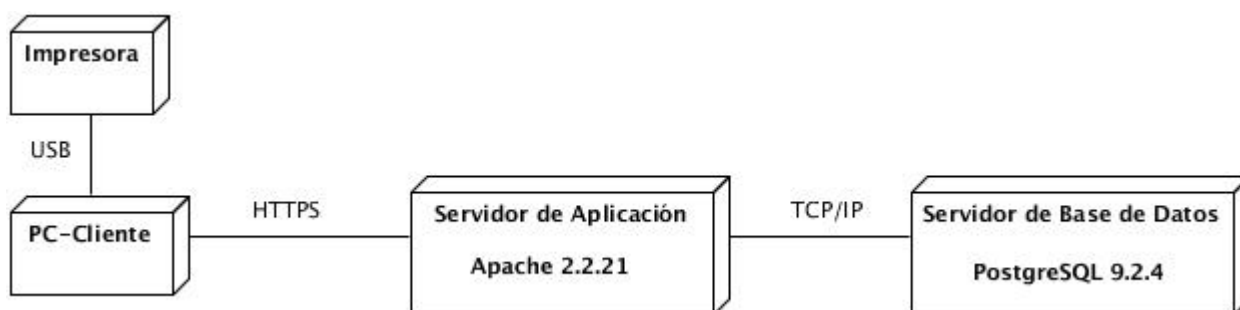 Impresora
USB
PC-Cliente
HTTPS
Servidor de Aplicación
Apache 2.2.21
TCP/IP
Servidor de Base de Datos
PostgreSQL 9.2.4